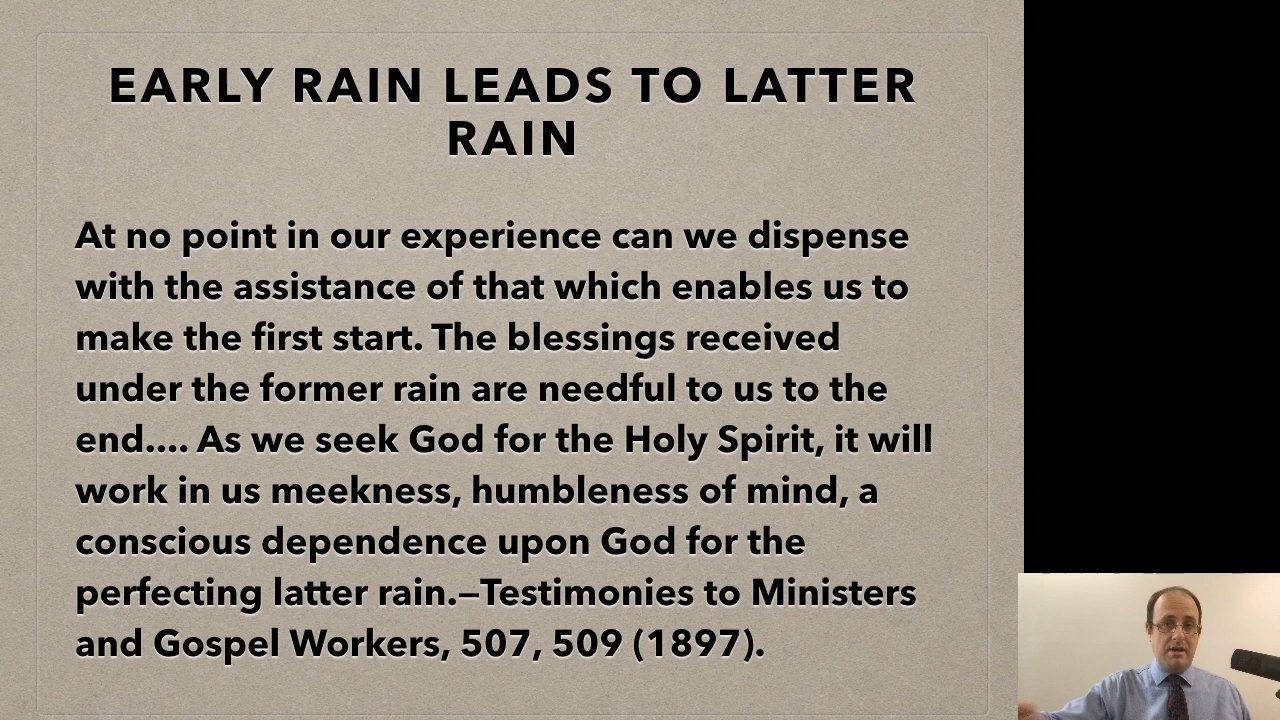 EARLY RAIN LEADS TO LATTER
RAIN
At no point in our experience can we dispense
with the assistance of that which enables us to
make the first start. The blessings received
under the former rain are needful to us to the
end.... As we seek God for the Holy Spirit, it will
work in us meekness, humbleness of mind, a
conscious dependence upon God for the
perfecting latter rain.—Testimonies to Ministers
and Gospel Workers, 507, 509 (1897).